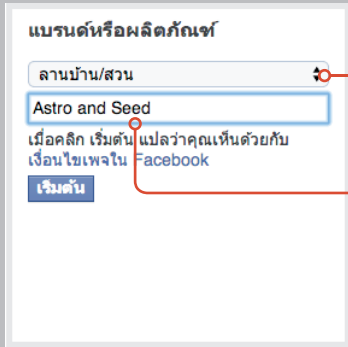 แบรนด์หรือผลิตภัณฑ์
ลานบ้าน/สวน
Astro and Seed
เมื่อคลิก เริ่มต้น แปลว่าคุณเห็นด้วยกับ
เงื่อนไขเพจใน Facebook
เริ่มต้น